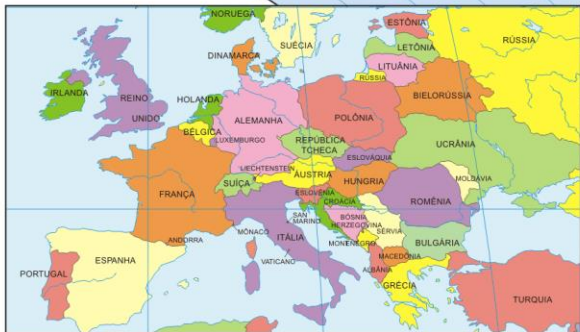 NORUEGA
SUÉCIA
ESTÔNIA
RÚSSIA
LETÔNIA
DINAMARCA
LITUÂNIA
RÚSSIA
IRLANDA
REINO
UNIDO
HOLANDA
BIELORÚSSIA
POLÔNIA
ALEMANHA
BÉLGICA
LUXEMBURGO
REPÚBLICA
TCHECA
UCRÂNIA
ESLOVÁQUIA
LIECHTENSTEIN
ÁUSTRIA
MOLDÁVIA
SUÍÇA
HUNGRIA
FRANÇA
ESLOVÊNIA
CROÁCIA
ROMÊNIA
SAN
MARINO
BÓSNIA
HERZEGOVINA
MÔNACO
ITÁLIA
SÉRVIA
ANDORRA
MONTENEGRO
BULGÁRIA
ESPANHA
VATICANO
MACEDÔNIA
PORTUGAL
ALBÂNIA
GRÉCIA
TURQUIA